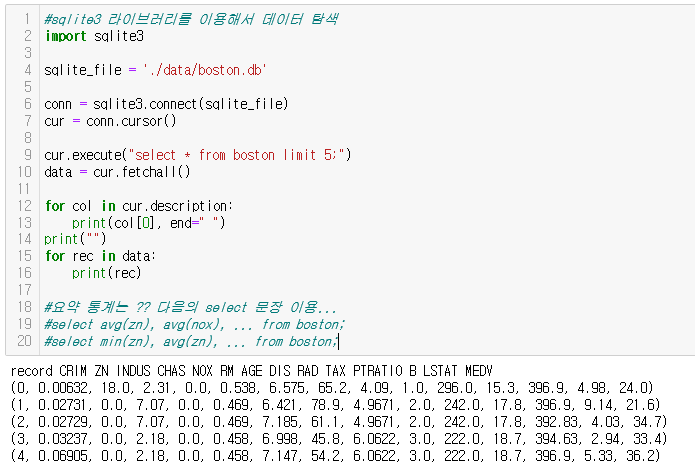 1 #sqlite3 라이브러리를 이용해서 데이터 탐색
2 import sqlite3
3
4 sqlite_file = './data/boston.db'
5
6 conn = sqlite3.connect(sqlite_file)
7 cur = conn.cursor()
8
9 cur.execute("select * from boston limit 5;")
10 data = cur.fetchall()
11
12 for col in cur.description:
13     print(col[0], end=" ")
14 print("")
15 for rec in data:
16     print(rec)
17
18 #요약 통계는 ?? 다음의 select 문장 이용...
19 #select avg(zn), avg(nox), ... from boston;
20 #select min(zn), avg(zn), ... from boston;
record CRIM ZN INDUS CHAS NOX RM AGE DIS RAD TAX PTRATIO B LSTAT MEDV
(0, 0.00632, 18.0, 2.31, 0.0, 0.538, 6.575, 65.2, 4.09, 1.0, 296.0, 15.3, 396.9, 4.98, 24.0)
(1, 0.02731, 0.0, 7.07, 0.0, 0.469, 6.421, 78.9, 4.9671, 2.0, 242.0, 17.8, 396.9, 9.14, 21.6)
(2, 0.02729, 0.0, 7.07, 0.0, 0.469, 7.185, 61.1, 4.9671, 2.0, 242.0, 17.8, 392.83, 4.03, 34.7)
(3, 0.03237, 0.0, 2.18, 0.0, 0.458, 6.998, 45.8, 6.0622, 3.0, 222.0, 18.7, 394.63, 2.94, 33.4)
(4, 0.06905, 0.0, 2.18, 0.0, 0.458, 7.147, 54.2, 6.0622, 3.0, 222.0, 18.7, 396.9, 5.33, 36.2)